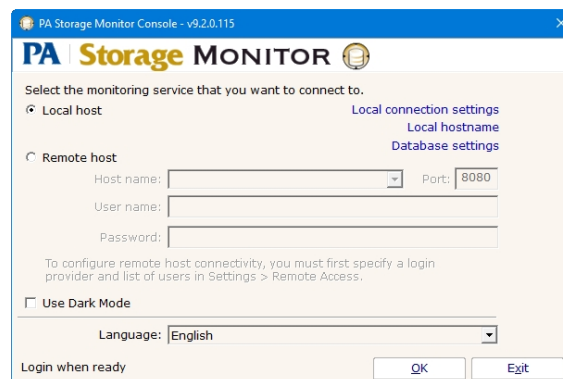 PA Storage Monitor Console - v9.2.0.115
PA Storage MONITOR
Select the monitoring service that you want to connect to.
Local host
Local connection settings
Local hostname
Database settings
Remote host
Host name:
Port: 8080
User name:
Password:
To configure remote host connectivity, you must first specify a login
provider and list of users in Settings > Remote Access.
Use Dark Mode
Language: English
Login when ready
OK
Exit